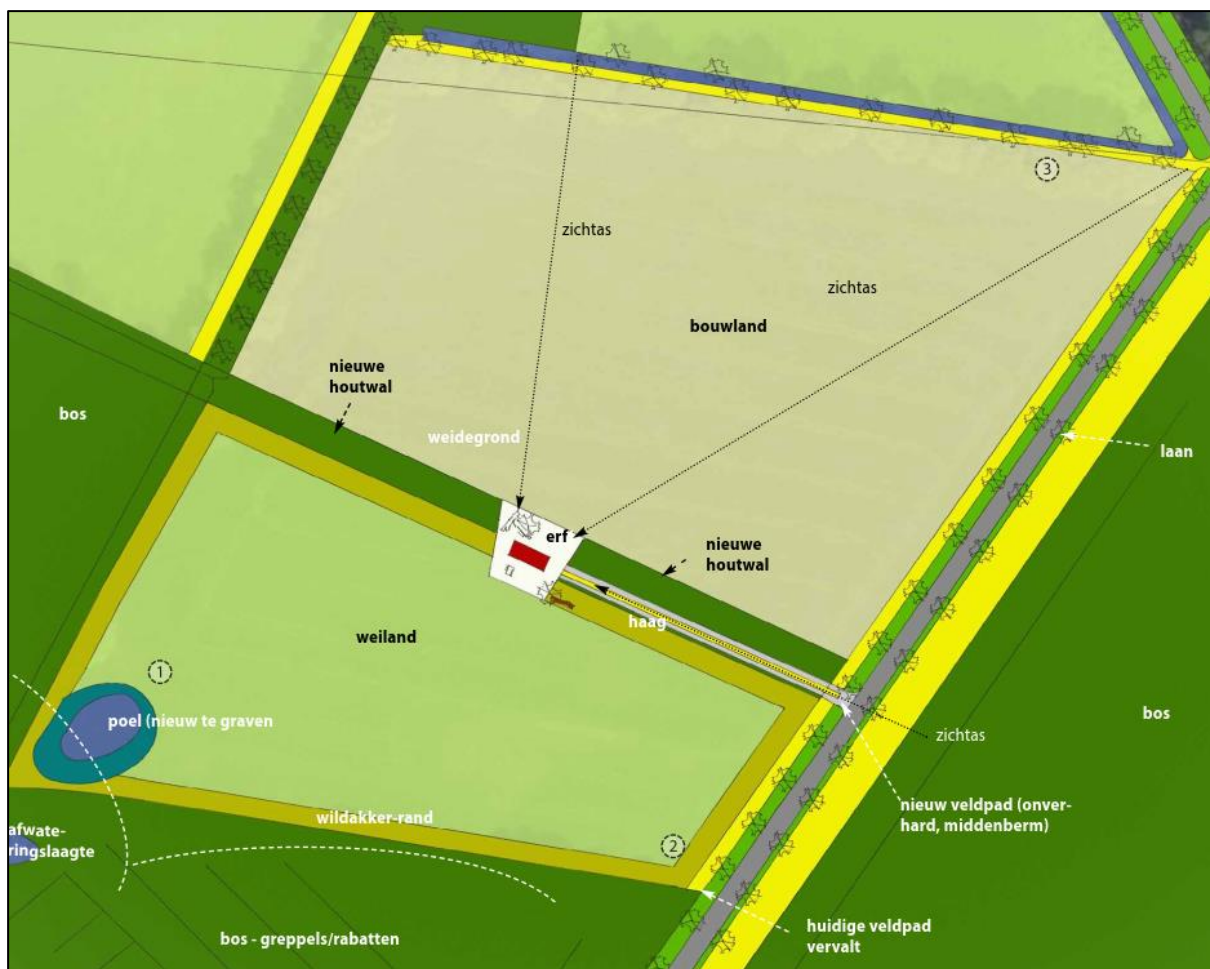 3
zichtas
zichtas
bouwland
nieuwe
houtwal
bos
weidegrond
laan
erf
nieuwe
houtwal
haag
weiland
1
poel (nieuw te graven
bos
zichtas
nieuw veldpad (onver-
hard, middenberm)
wildakker-rand
afwate-
ringslaagte
2
huidige veldpad
vervalt
bos - greppels/rabatten